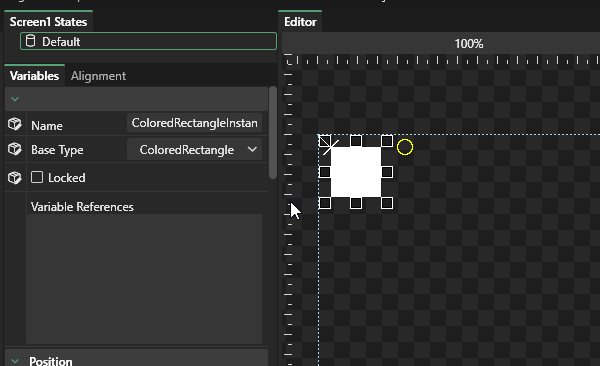 Screen1 States
Default
Variables Alignment
Name ColoredRectangleInstan
Base Type ColoredRectangle
Locked
Variable References
Position
Editor
100%